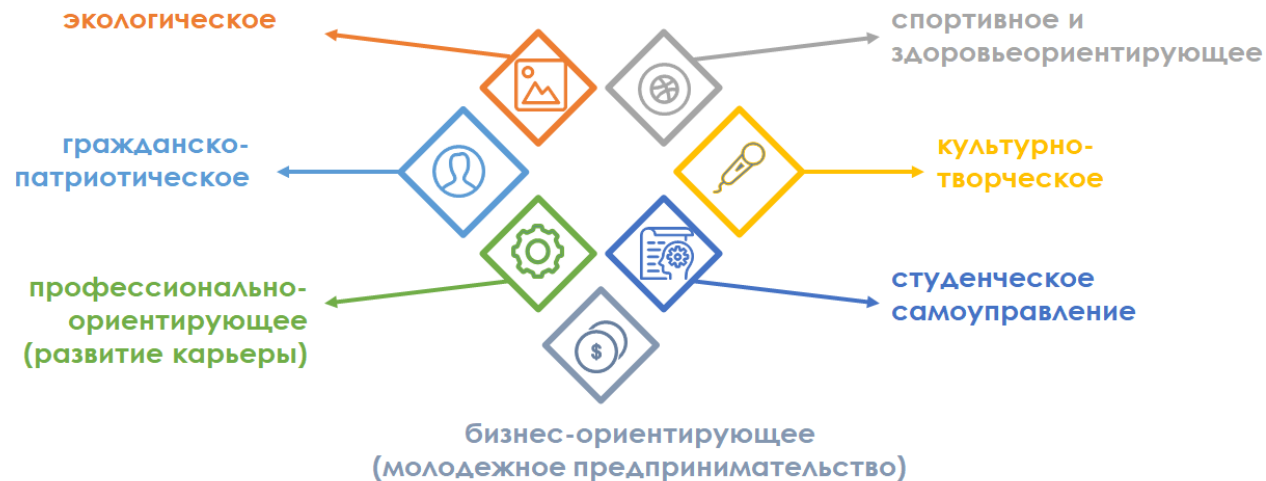 экологическое
спортивное и
здоровьеориентирующее
гражданско-
патриотическое
культурно-
творческое
профессионально-
ориентирующее
(развитие карьеры)
студенческое
самоуправление
$
бизнес-ориентирующее
(молодежное предпринимательство)